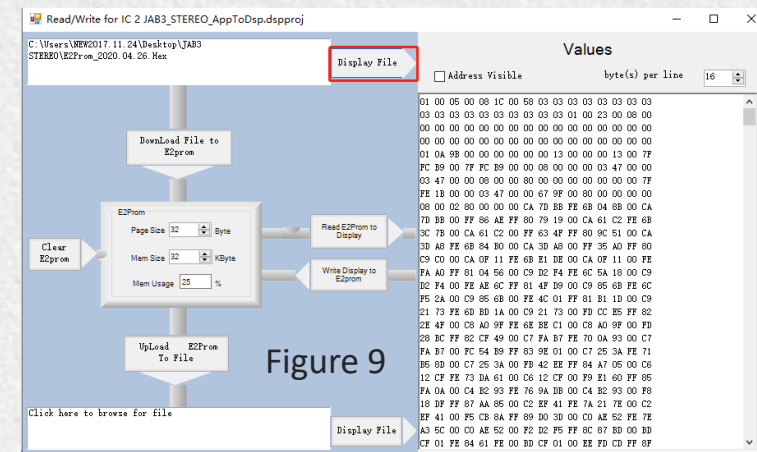 Read/Write for IC 2 JAB3_STEREO_AppToDsp.dspproj
C:\Users\NEW2017.11.24\Desktop\JAB3
STEREO\E2From_2020.04.26.Hex
Display File
Values
Address Visible
byte(s) per line
16
DownLoad File to
E2prom
E2Prom
Page Size 32 Byte
Mem Size 32 KByte
Mem Usage 25 %
Clear
E2prom
Read E2Prom to
Display
Write Display to
E2prom
UpLoad E2Prom
To File
Figure 9
Click here to browse for file
Display File
01 00 05 00 08 1C 00 58 03 03 03 03 03 03 03 03
03 03 03 03 03 03 03 03 03 03 01 00 23 00 08 00
00 00 00 00 00 00 00 00 00 00 00 00 00 00 00 00
00 00 00 00 00 00 00 00 00 00 00 00 00 00 00 00
01 0A 9B 00 00 00 00 00 00 13 00 00 00 13 00 7F
FC B9 00 7F FC B9 00 00 08 00 00 00 03 47 00 00
03 47 00 00 08 00 80 00 00 00 00 00 00 00 00 7F
FE 1B 00 00 03 47 00 00 67 9F 00 80 00 00 00 00
08 00 02 80 00 00 00 CA 7D BB FE 6B 04 8B 00 CA
7D BB 00 FF 86 AE FF 80 79 19 00 CA 61 C2 FE 6B
3C 7B 00 CA 61 C2 00 FF 63 4F FF 80 9C 51 00 CA
3D A8 FE 6B 84 B0 00 CA 3D A8 00 FF 35 A0 FF 80
C9 C0 00 CA 0F 11 FE 6B E1 DE 00 CA 0F 11 00 FE
FA A0 FF 81 04 56 00 C9 D2 F4 FE 6C 5A 18 00 C9
D2 F4 00 FE AE 6C FF 81 4F D9 00 C9 85 6B FE 6C
F5 2A 00 C9 85 6B 00 FE 4C 01 FF 81 B1 1D 00 C9
21 73 FE 6D BD 1A 00 C9 21 73 00 FD CC E5 FF 82
2E 4F 00 C8 A0 9F FE 6E BE C1 00 C8 A0 9F 00 FD
28 BC FF 82 CF 49 00 C7 FA B7 FE 70 0A 93 00 C7
FA B7 00 FC 54 B9 FF 83 9E 01 00 C7 25 3A FE 71
B5 8D 00 C7 25 3A 00 FB 42 EE FF 84 A7 05 00 C6
12 CF FE 73 DA 61 00 C6 12 CF 00 F9 E1 60 FF 85
FA 0A 00 C4 B2 93 FE 76 9A DB 00 C4 B2 93 00 F8
18 DF FF 87 AA 85 00 C2 EF 41 FE 7A 21 7E 00 C2
EF 41 00 F5 CB 8A FF 89 D0 3D 00 C0 AE 52 FE 7E
A3 5C 00 C0 AE 52 00 F2 D2 F5 FF 8C 87 BD 00 BD
CF 01 FE 84 61 FE 00 BD CF 01 00 EE FD CD FF 8F